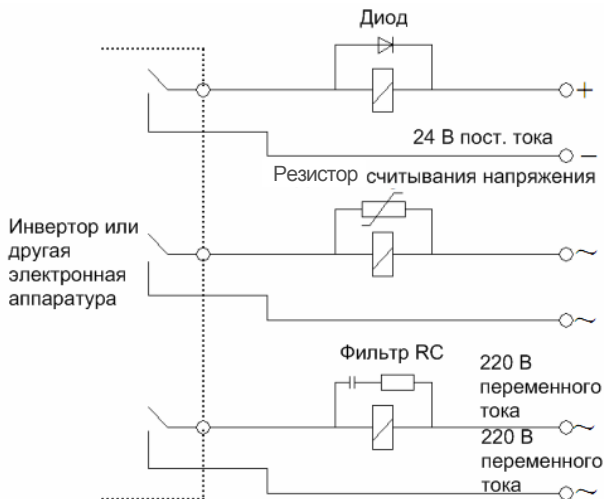 Диод
+
24 В пост. тока
−
Резистор считывания напряжения
Инвертор или
другая
электронная
аппаратура
~
~
Фильтр RC
220 В
переменного
тока
~
220 В
переменного
тока
~